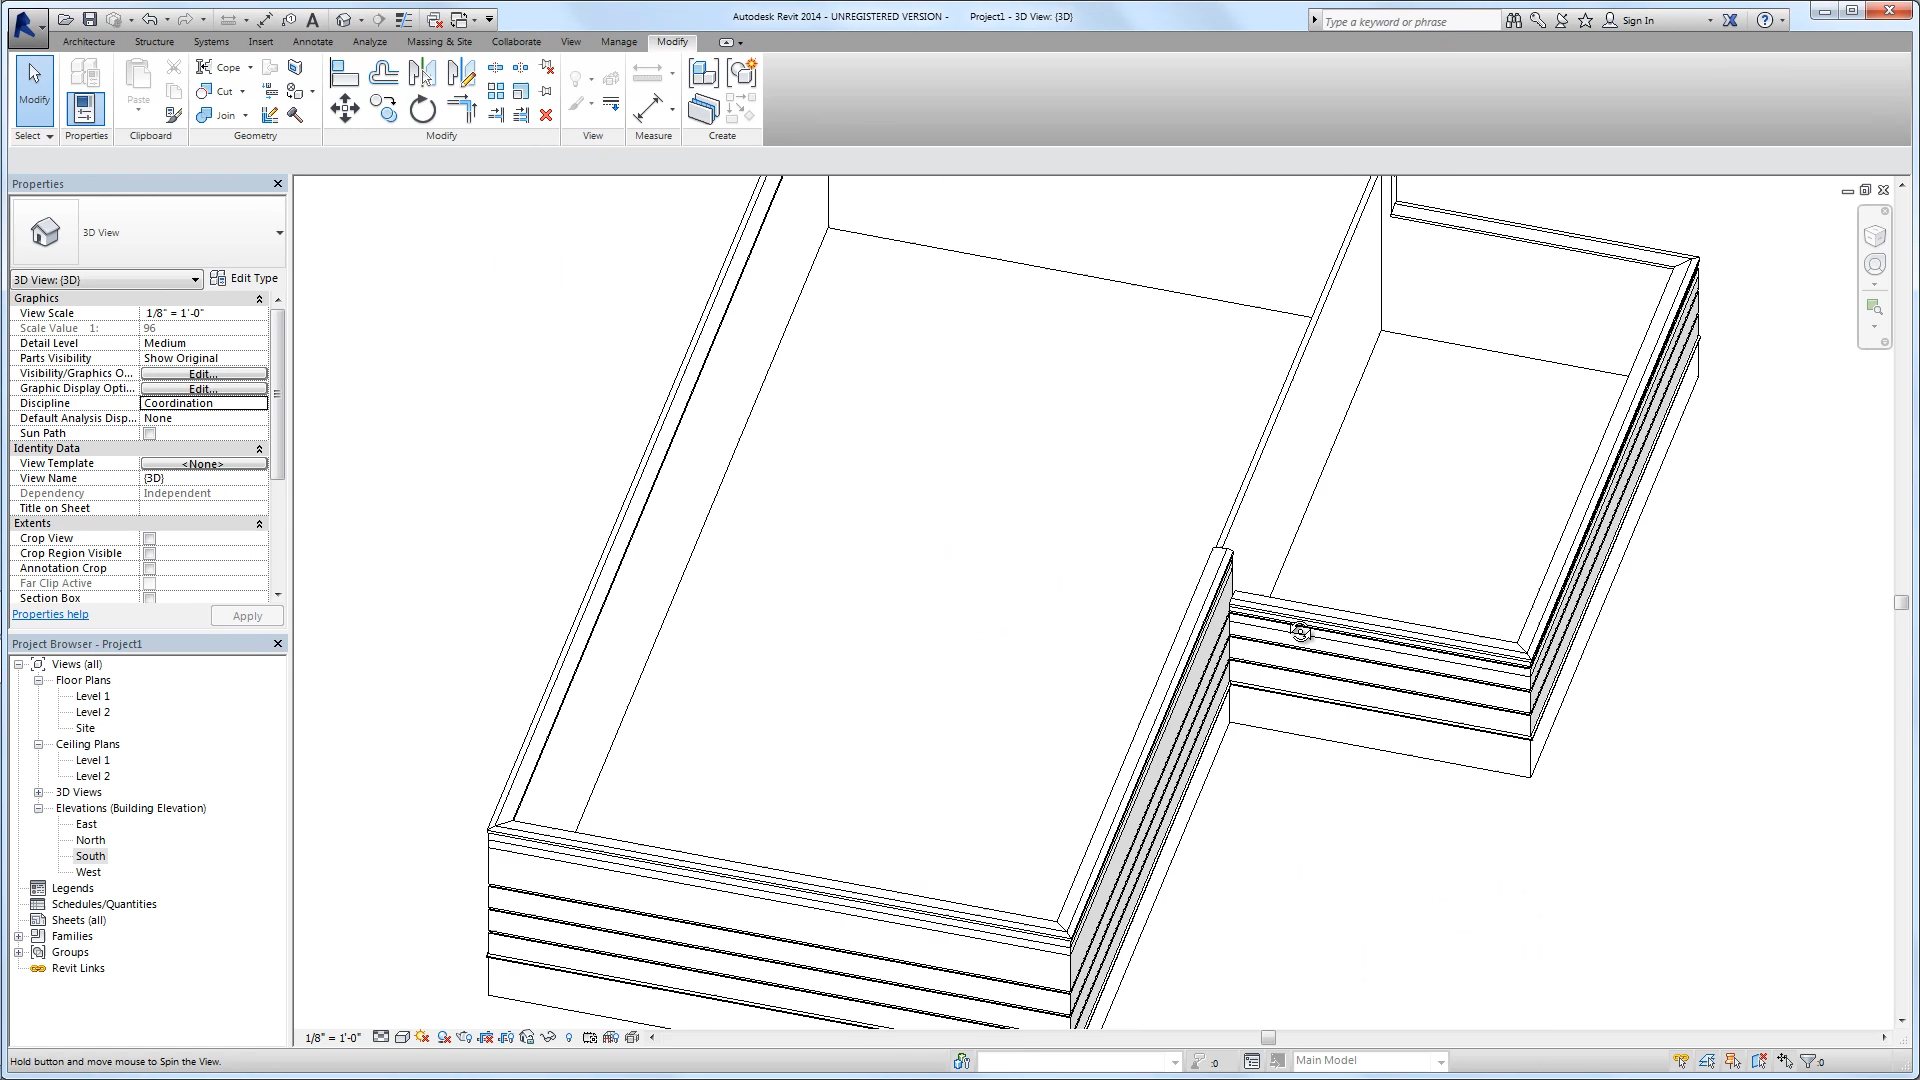 Autodesk Revit 2014 - UNREGISTERED VERSION - Project1 - 3D View: {3D}
Type a keyword or phrase
Sign In
Architecture Structure Systems Insert Annotate Analyze Massing & Site Collaborate View Manage Modify
Modify Paste Cope
Cut
Join
Select Properties Clipboard Geometry Modify View Measure Create
Properties
3D View
3D View: {3D} Edit Type
Graphics
View Scale 1/8" = 1'-0"
Scale Value 1: 96
Detail Level Medium
Parts Visibility Show Original
Visibility/Graphics O... Edit...
Graphic Display Opti... Edit...
Discipline Coordination
Default Analysis Disp... None
Sun Path
Identity Data
View Template <None>
View Name {3D}
Dependency Independent
Title on Sheet
Extents
Crop View
Crop Region Visible
Annotation Crop
Far Clip Active
Section Box
Properties help Apply
Project Browser - Project1
Views (all)
Floor Plans
Level 1
Level 2
Site
Ceiling Plans
Level 1
Level 2
3D Views
Elevations (Building Elevation)
East
North
South
West
Legends
Schedules/Quantities
Sheets (all)
Families
Groups
Revit Links
1/8" = 1'-0"
Hold button and move mouse to Spin the View.
:0
Main Model
:0